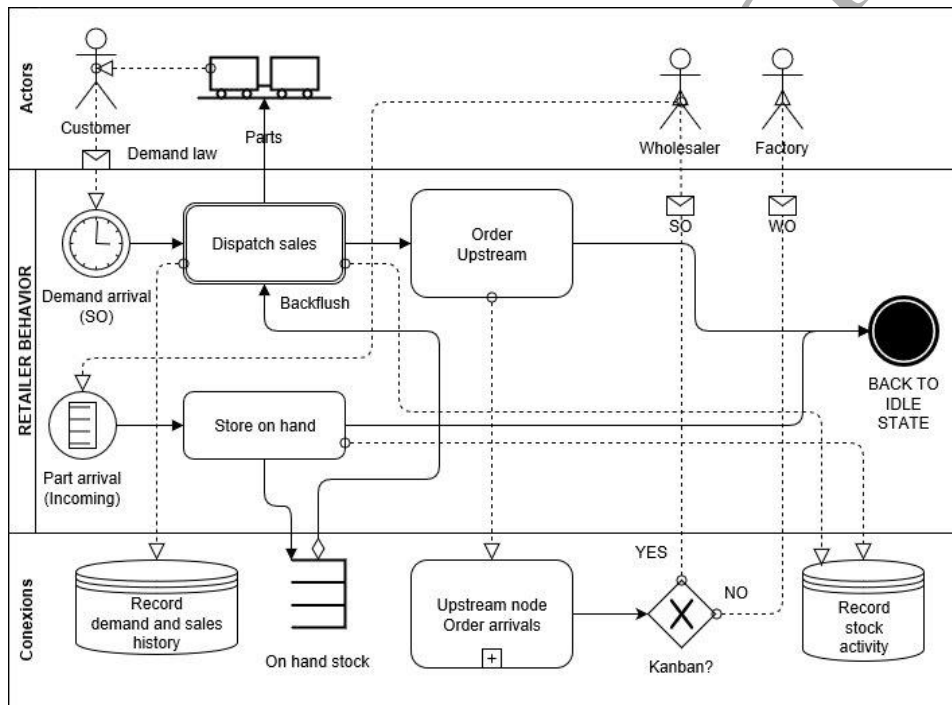 Actors
Customer
Parts
Demand law
Wholesaler
Factory
RETAILER BEHAVIOR
SO
WO
Dispatch sales
Order
Upstream
Demand arrival
(SO)
Backflush
BACK TO
IDLE
STATE
Store on hand
Part arrival
(Incoming)
Conexions
YES
NO
Record
demand and sales
history
On hand stock
Upstream node
Order arrivals
+
Kanban?
Record
stock
activity